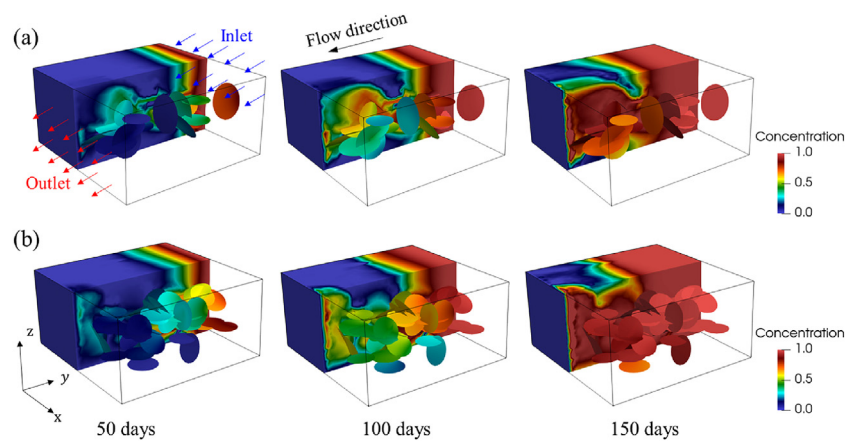 (a)
Inlet
Flow direction
Outlet
Concentration
1.0
0.5
0.0
(b)
z
y
x
Concentration
1.0
0.5
0.0
50 days
100 days
150 days